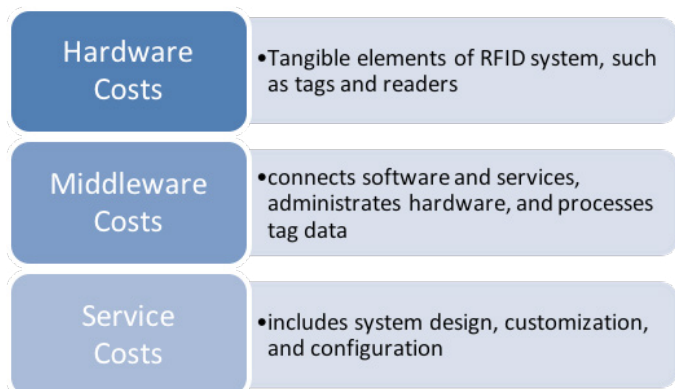 Hardware
Costs
•Tangible elements of RFID system, such
as tags and readers
Middleware
Costs
•connects software and services,
administrates hardware, and processes
tag data
Service
Costs
•includes system design, customization,
and configuration